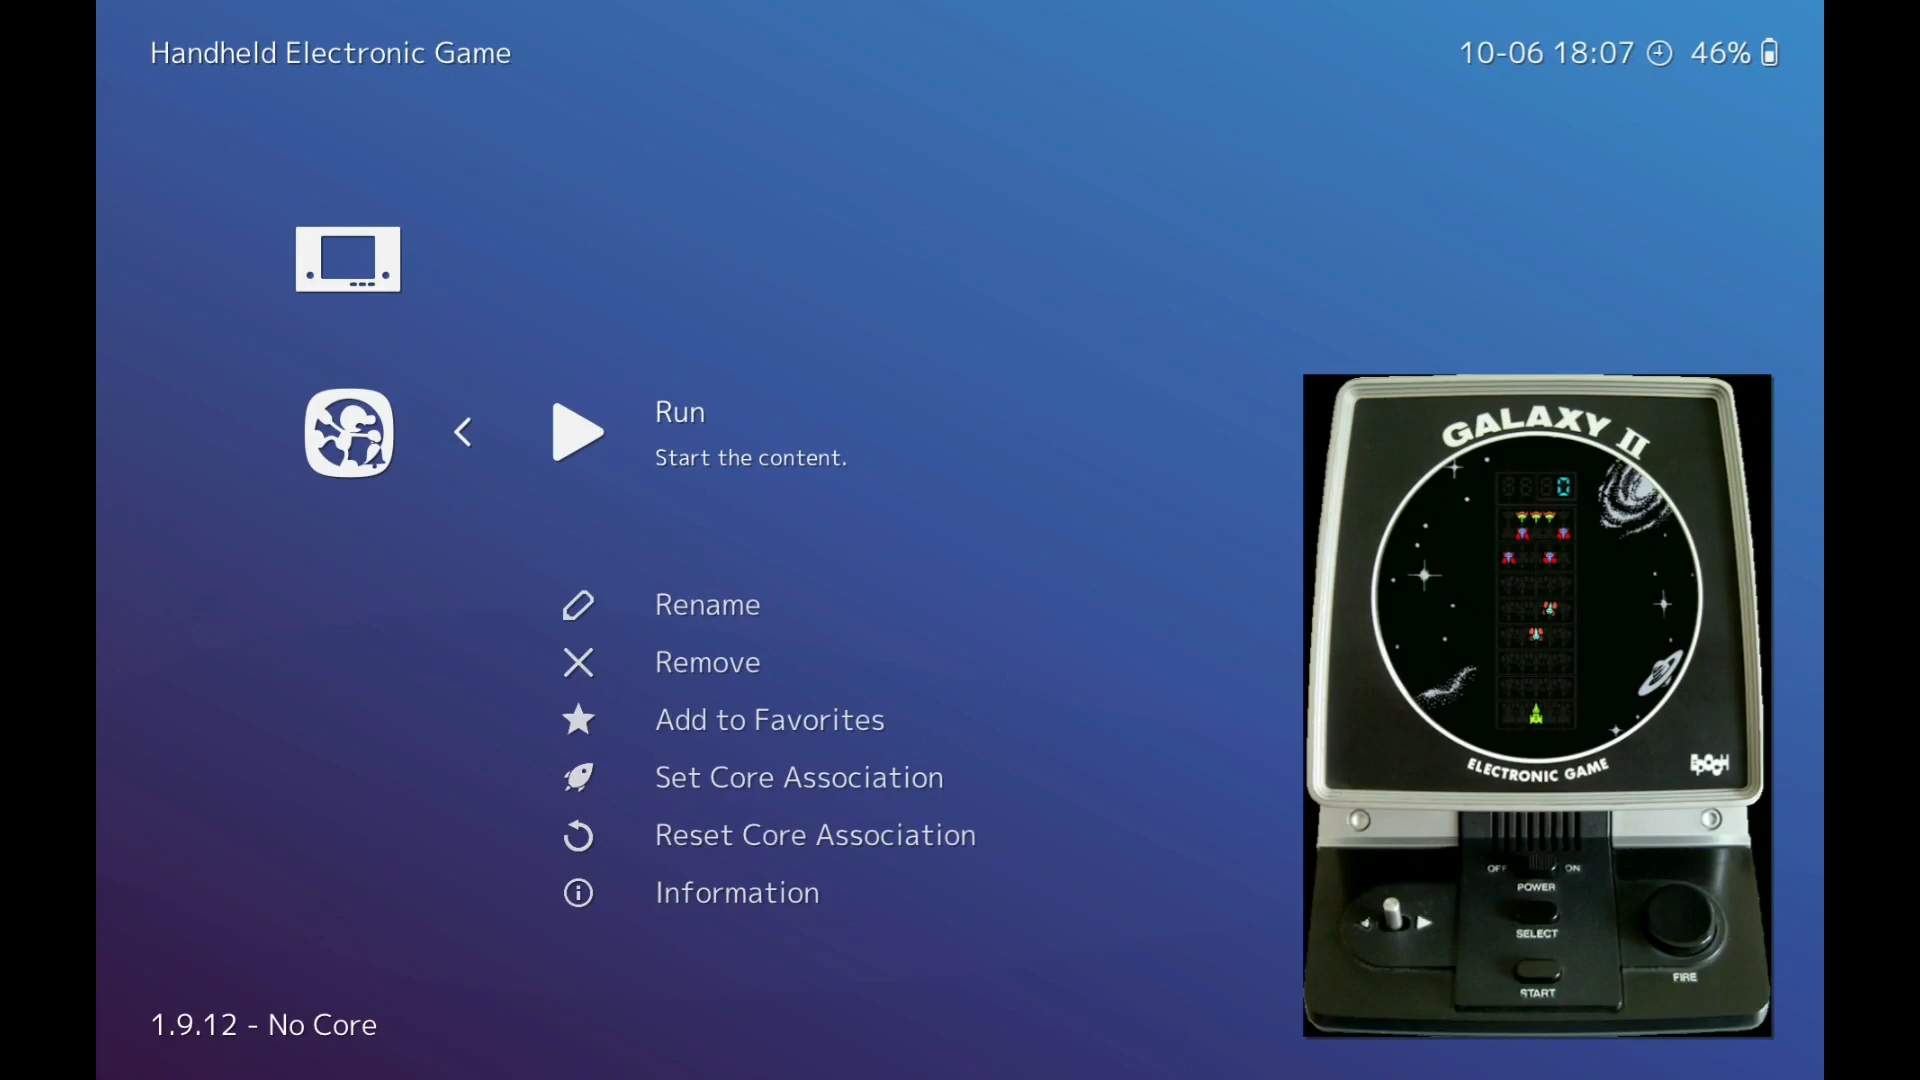 Handheld Electronic Game
10-06 18:07 46%
Run
Start the content.
Rename
Remove
Add to Favorites
Set Core Association
Reset Core Association
Information
1.9.12 - No Core
GALAXY II
0
ELECTRONIC GAME
EPOCH
OFF ON
POWER
SELECT
START
FIRE